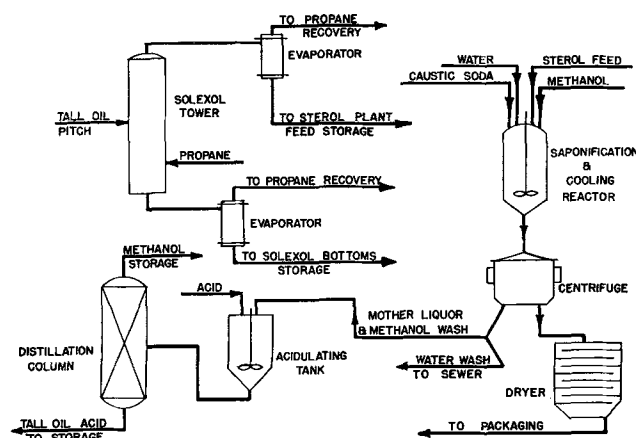 TO PROPANE
RECOVERY
EVAPORATOR
SOLEXOL
TOWER
TALL OIL
PITCH
TO STEROL PLANT
FEED STORAGE
PROPANE
TO PROPANE RECOVERY
EVAPORATOR
TO SOLEXOL BOTTOMS
STORAGE
WATER
STEROL FEED
CAUSTIC SODA
METHANOL
SAPONIFICATION
&
COOLING
REACTOR
METHANOL
STORAGE
ACID
DISTILLATION
COLUMN
ACIDULATING
TANK
MOTHER LIQUOR
& METHANOL WASH
CENTRIFUGE
WATER WASH
TO SEWER
DRYER
TALL OIL ACID
TO STORAGE
TO PACKAGING